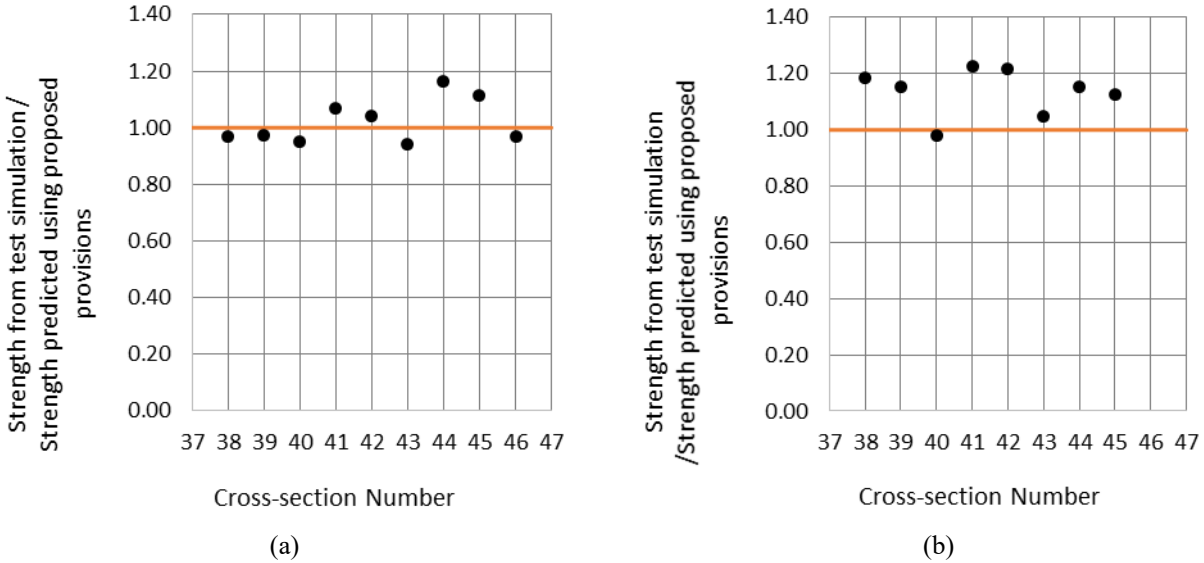 Strength from test simulation /
Strength predicted using proposed
provisions
1.40
1.20
1.00
0.80
0.60
0.40
0.20
0.00
37 38 39 40 41 42 43 44 45 46 47
Cross-section Number
(a)
Strength from test simulation
/Strength predicted using proposed
provisions
1.40
1.20
1.00
0.80
0.60
0.40
0.20
0.00
37 38 39 40 41 42 43 44 45 46 47
Cross-section Number
(b)